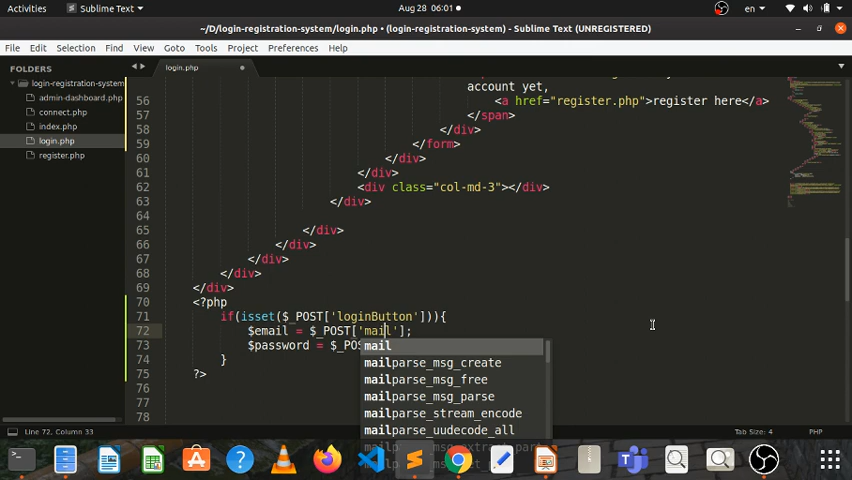 Activities Sublime Text Aug 28 06:01 en
~/D/login-registration-system/login.php • (login-registration-system) - Sublime Text (UNREGISTERED)
File Edit Selection Find View Goto Tools Project Preferences Help
FOLDERS login.php
login-registration-system
admin-dashboard.php
connect.php
index.php
login.php
register.php
account yet,
56 <a href="register.php">register here</a>
57 </span>
58 </div>
59 </form>
60 </div>
61 </div>
62 <div class="col-md-3"></div>
63 </div>
64
65 </div>
66 </div>
67 </div>
68 </div>
69 </div>
70 <?php
71 if(isset($_POST['loginButton'])){
72 $email = $_POST['mail'];
73 $password = $_POS
74 }
75 ?>
76
77
78
mail
mailparse_msg_create
mailparse_msg_free
mailparse_msg_parse
mailparse_stream_encode
mailparse_uudecode_all
Line 72, Column 33 Tab Size: 4 PHP